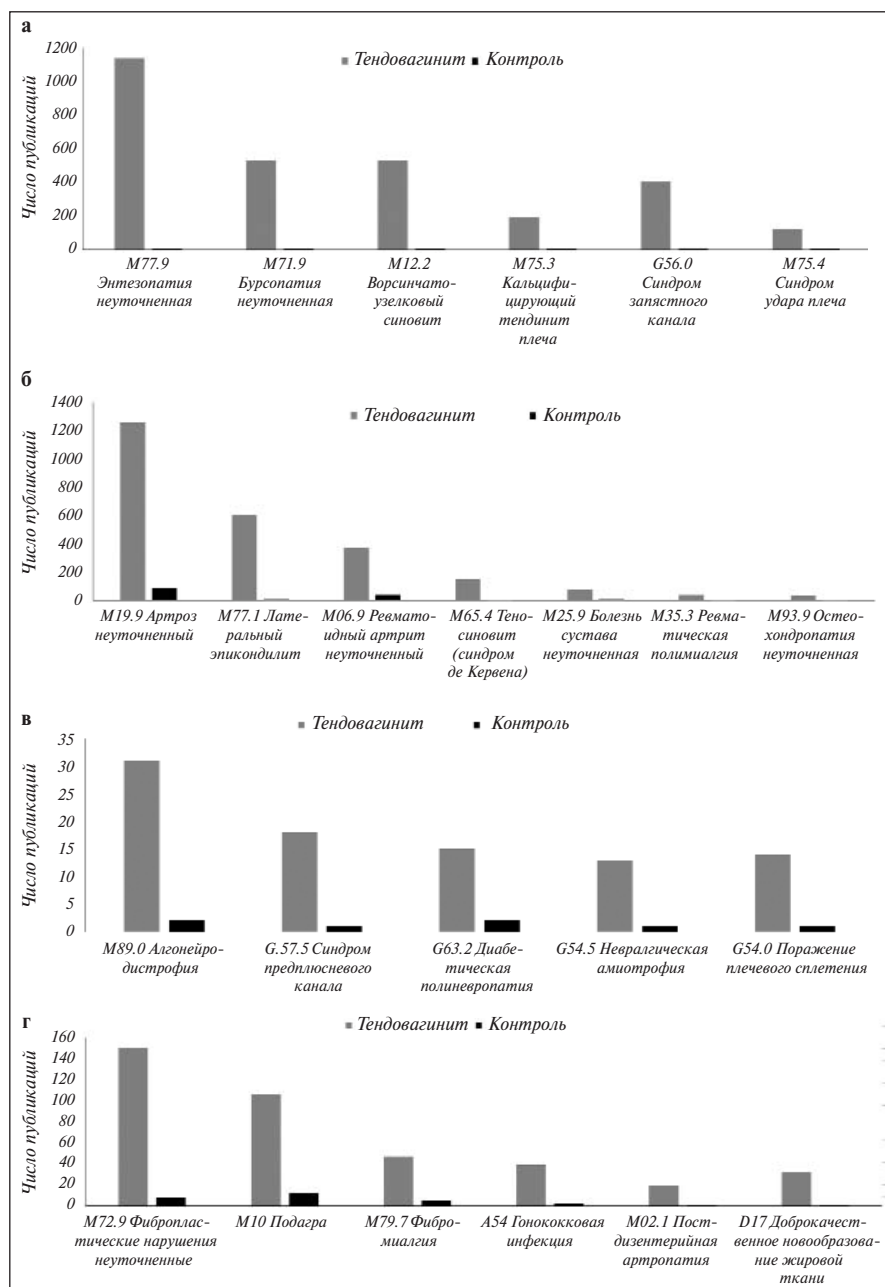 а
Число публикаций
1200
1000
800
600
400
200
0
Тендовагинит Контроль
M77.9
Энтезопатия
неуточненная
M71.9
Бурсопатия
неуточненная
M12.2
Ворсинчато-
узелковый
синовит
M75.3
Кальцифи-
цирующий
тендинит
плеча
G56.0
Синдром
запястного
канала
M75.4
Синдром
удара плеча
б
Число публикаций
1400
1200
1000
800
600
400
200
0
Тендовагинит Контроль
M19.9 Артроз
неуточненный
M77.1 Лате-
ральный
эпикондилит
M06.9 Ревмато-
идный артрит
неуточненный
M65.4 Тено-
синовит
(синдром
де Кервена)
M25.9 Болезнь
сустава
неуточненная
M35.3 Ревма-
тическая
полимиалгия
M93.9 Остео-
хондропатия
неуточненная
в
Число публикаций
35
30
25
20
15
10
5
0
Тендовагинит Контроль
M89.0 Алгонейро-
дистрофия
G.57.5 Синдром
предплюсневого
канала
G63.2 Диабе-
тическая
полиневропатия
G54.5 Невралгическая
амиотрофия
G54.0 Поражение
плечевого сплетения
г
Число публикаций
160
140
120
100
80
60
40
20
0
Тендовагинит Контроль
M72.9 Фибропла­с-
тические нарушения
неуточненные
M10 Подагра
M79.7 Фибро-
миалгия
A54 Гонококковая
инфекция
M02.1 Пост-
дизентерийная
артропатия
D17 Доброкачест-
венное новообразова-
ние жировой
ткани